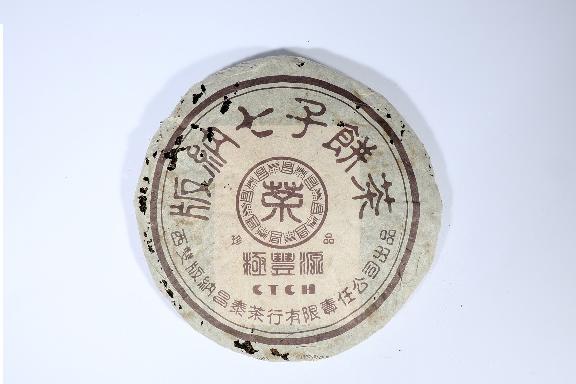 版納七子餅茶
茶
珍品
極豐源
CTCH
西雙版納昌泰茶行有限責任公司出品